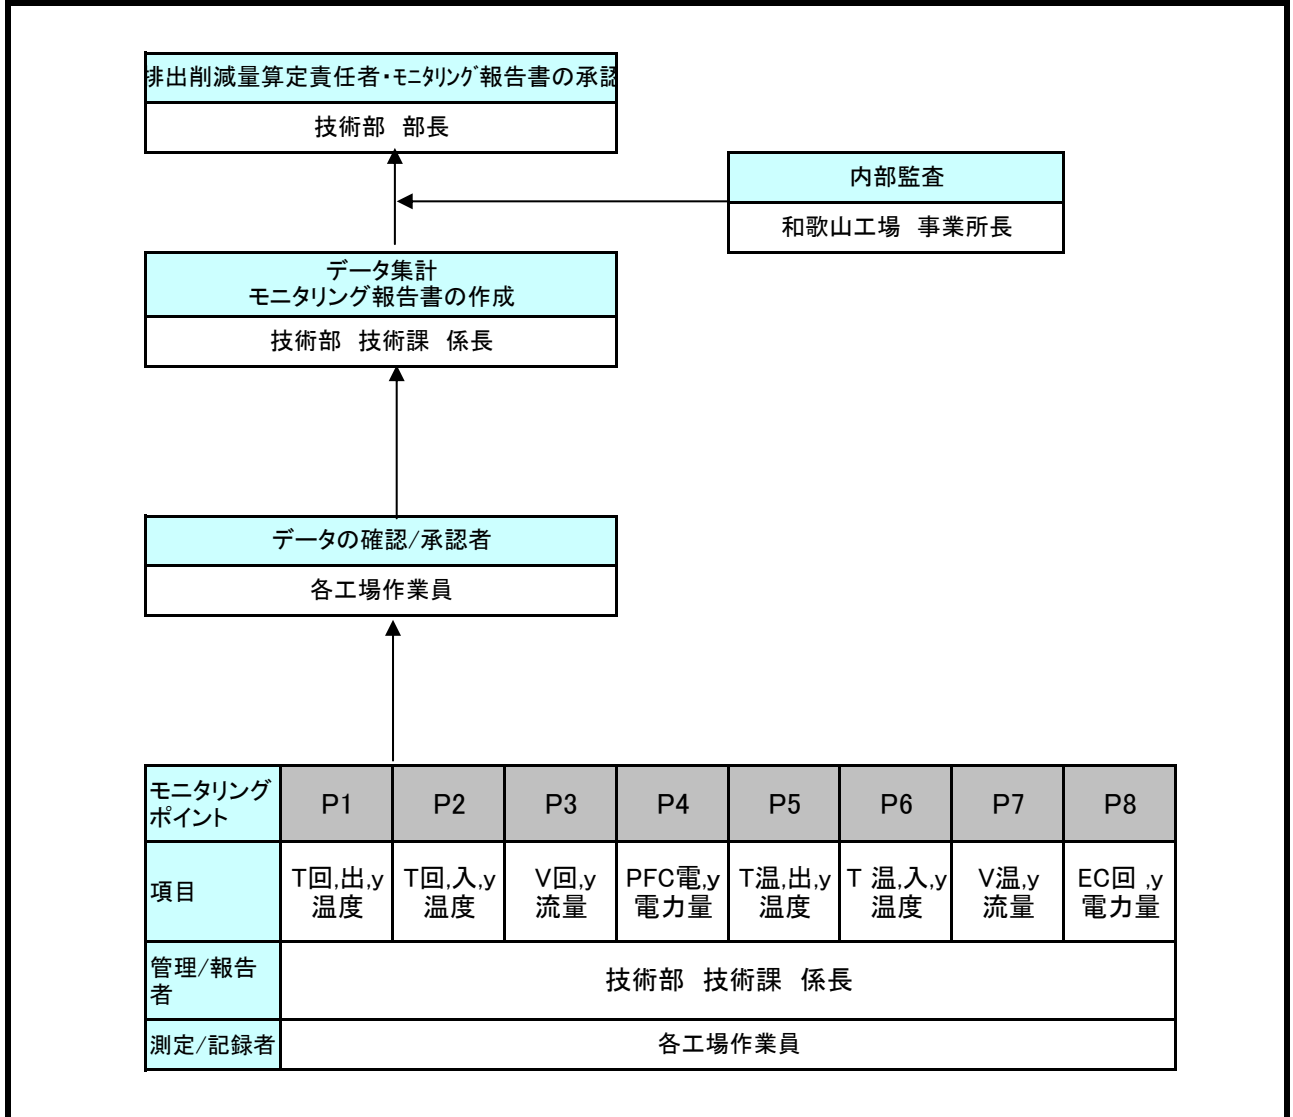 排出削減量算定責任者・ﾓﾆﾀﾘﾝｸﾞ報告書の承認
技術部 部長
内部監査
和歌山工場 事業所長
データ集計
モニタリング報告書の作成
技術部 技術課 係長
データの確認/承認者
各工場作業員
モニタリング
ポイント
P1
P2
P3
P4
P5
P6
P7
P8
項目
T回,出,y
温度
T回,入,y
温度
V回,y
流量
PFC電,y
電力量
T温,出,y
温度
T 温,入,y
温度
V温,y
流量
EC回 ,y
電力量
管理/報告
者
技術部 技術課 係長
測定/記録者
各工場作業員